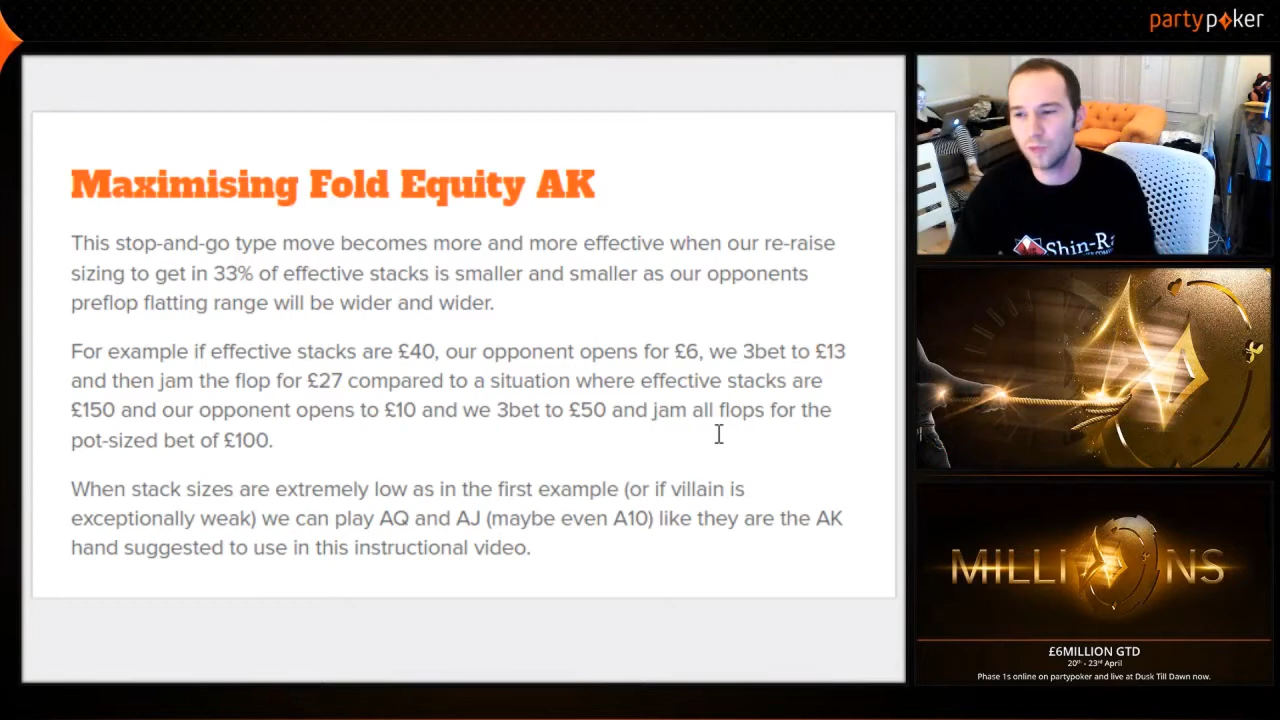 partypoker
Maximising Fold Equity AK
This stop-and-go type move becomes more and more effective when our re-raise
sizing to get in 33% of effective stacks is smaller and smaller as our opponents
preflop flatting range will be wider and wider.
For example if effective stacks are £40, our opponent opens for £6, we 3bet to £13
and then jam the flop for £27 compared to a situation where effective stacks are
£150 and our opponent opens to £10 and we 3bet to £50 and jam all flops for the
pot-sized bet of £100.
When stack sizes are extremely low as in the first example (or if villain is
exceptionally weak) we can play AQ and AJ (maybe even A10) like they are the AK
hand suggested to use in this instructional video.
Shin-Ra
MILLIONS
£6MILLION GTD
20th - 23rd April
Phase 1s online on partypoker and live at Dusk Till Dawn now.